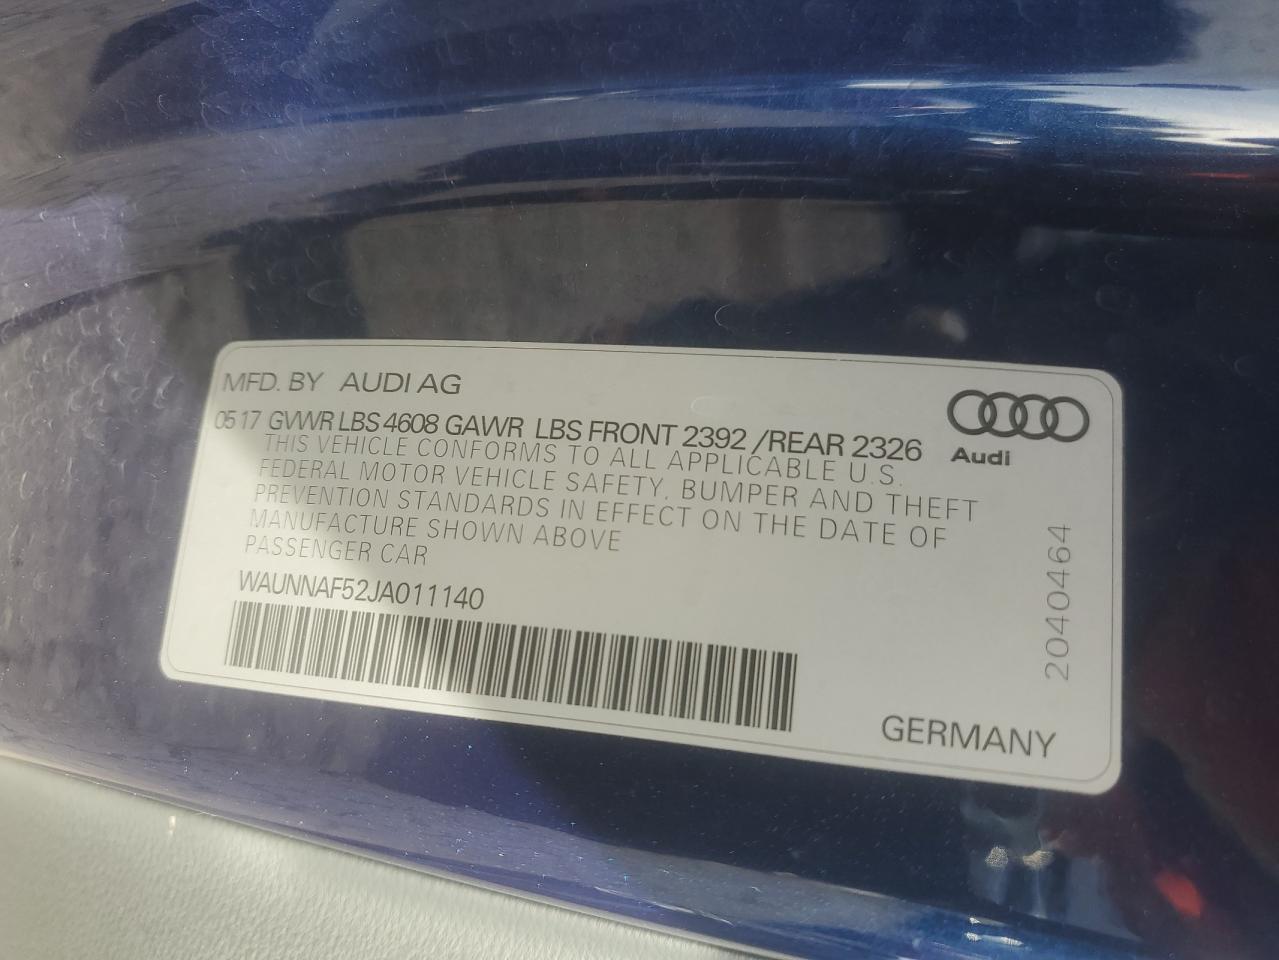 MFD. BY AUDI AG
05 17 GVWR LBS 4608 GAWR LBS FRONT 2392 /REAR 2326
THIS VEHICLE CONFORMS TO ALL APPLICABLE U.S.
FEDERAL MOTOR VEHICLE SAFETY, BUMPER AND THEFT
PREVENTION STANDARDS IN EFFECT ON THE DATE OF
MANUFACTURE SHOWN ABOVE
PASSENGER CAR
WAUNNAF52JA011140
Audi
2040464
GERMANY